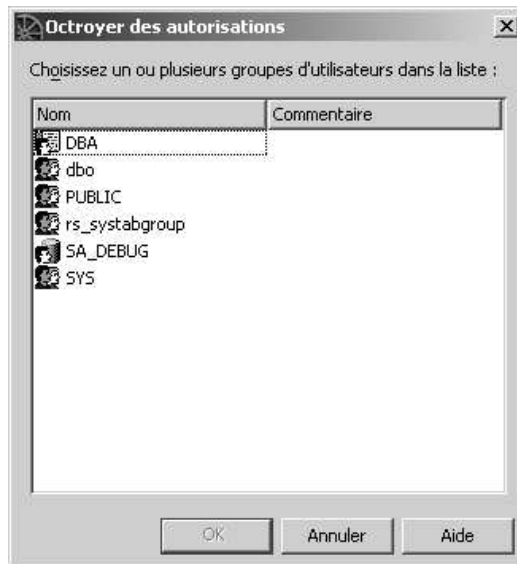 Octroyer des autorisations
Choisissez un ou plusieurs groupes d'utilisateurs dans la liste :
Nom Commentaire
DBA
dbo
PUBLIC
rs_systabgroup
SA_DEBUG
SYS
OK Annuler Aide